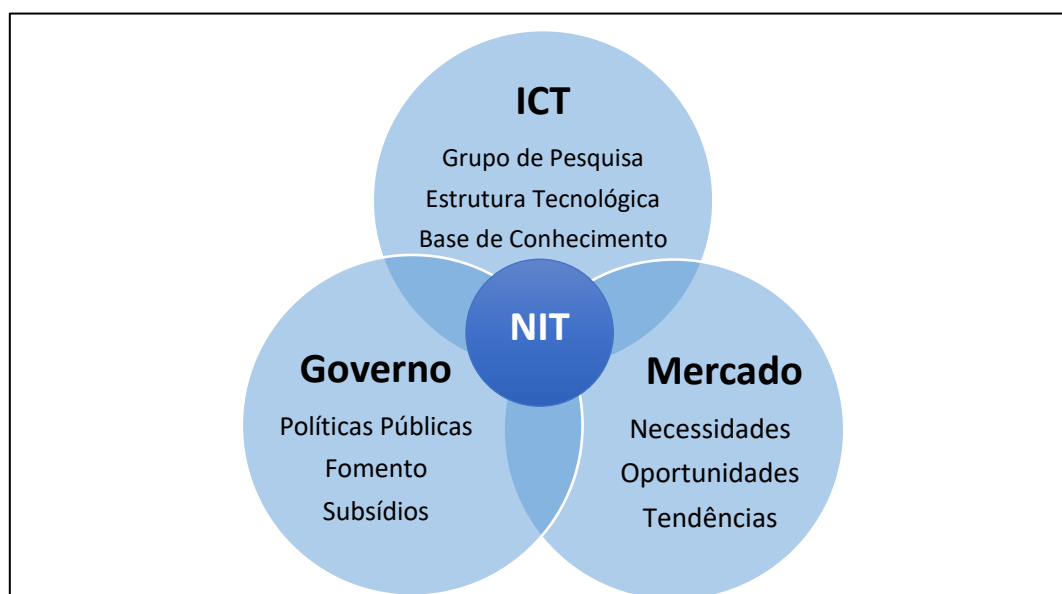 ICT
Grupo de Pesquisa
Estrutura Tecnológica
Base de Conhecimento
NIT
Governo
Políticas Públicas
Fomento
Subsídios
Mercado
Necessidades
Oportunidades
Tendências